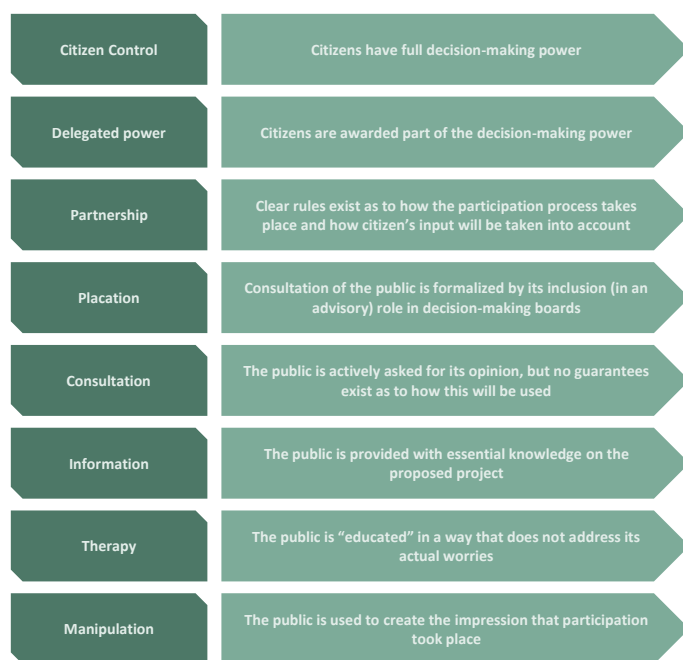 Citizen Control
Citizens have full decision-making power
Delegated power
Citizens are awarded part of the decision-making power
Partnership
Clear rules exist as to how the participation process takes
place and how citizen's input will be taken into account
Placation
Consultation of the public is formalized by its inclusion (in an
advisory) role in decision-making boards
Consultation
The public is actively asked for its opinion, but no guarantees
exist as to how this will be used
Information
The public is provided with essential knowledge on the
proposed project
Therapy
The public is “educated” in a way that does not address its
actual worries
Manipulation
The public is used to create the impression that participation
took place